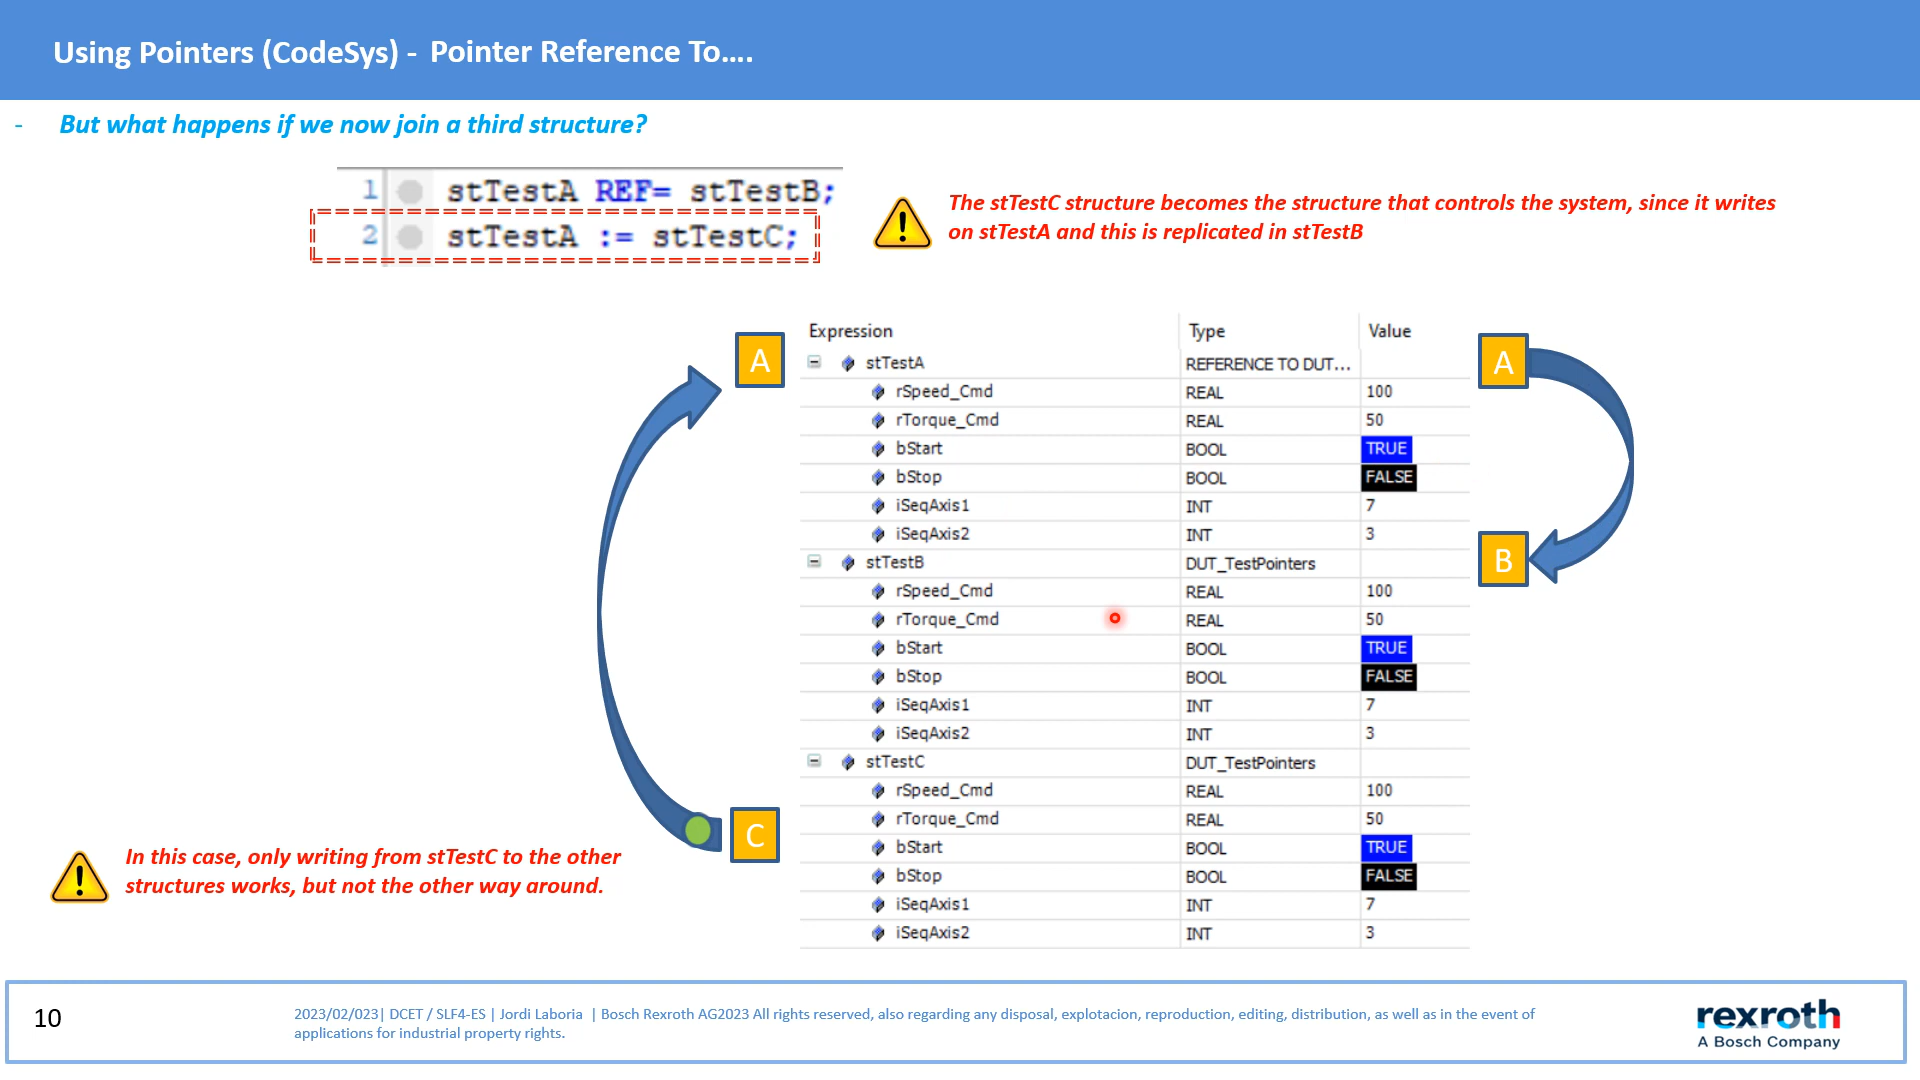 Using Pointers (CodeSys) - Pointer Reference To....
- But what happens if we now join a third structure?
1 stTestA REF= stTestB;
2 stTestA := stTestC;
The stTestC structure becomes the structure that controls the system, since it writes
on stTestA and this is replicated in stTestB
Expression Type Value
A
A
stTestA REFERENCE TO DUT...
rSpeed_Cmd REAL 100
rTorque_Cmd REAL 50
bStart BOOL TRUE
bStop BOOL FALSE
iSeqAxis1 INT 7
iSeqAxis2 INT 3
stTestB DUT_TestPointers
B
rSpeed_Cmd REAL 100
rTorque_Cmd REAL 50
bStart BOOL TRUE
bStop BOOL FALSE
iSeqAxis1 INT 7
iSeqAxis2 INT 3
stTestC DUT_TestPointers
rSpeed_Cmd REAL 100
rTorque_Cmd REAL 50
C
bStart BOOL TRUE
bStop BOOL FALSE
iSeqAxis1 INT 7
iSeqAxis2 INT 3
In this case, only writing from stTestC to the other
structures works, but not the other way around.
10
2023/02/023| DCET / SLF4-ES | Jordi Laboria | Bosch Rexroth AG2023 All rights reserved, also regarding any disposal, explotacion, reproduction, editing, distribution, as well as in the event of
applications for industrial property rights.
rexroth
A Bosch Company